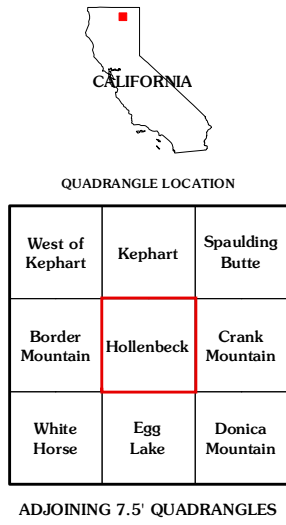 CALIFORNIA
QUADRANGLE LOCATION
West of
Kephart
Kephart
Spaulding
Butte
Border
Mountain
Hollenbeck
Crank
Mountain
White
Horse
Egg
Lake
Donica
Mountain
ADJOINING 7.5' QUADRANGLES